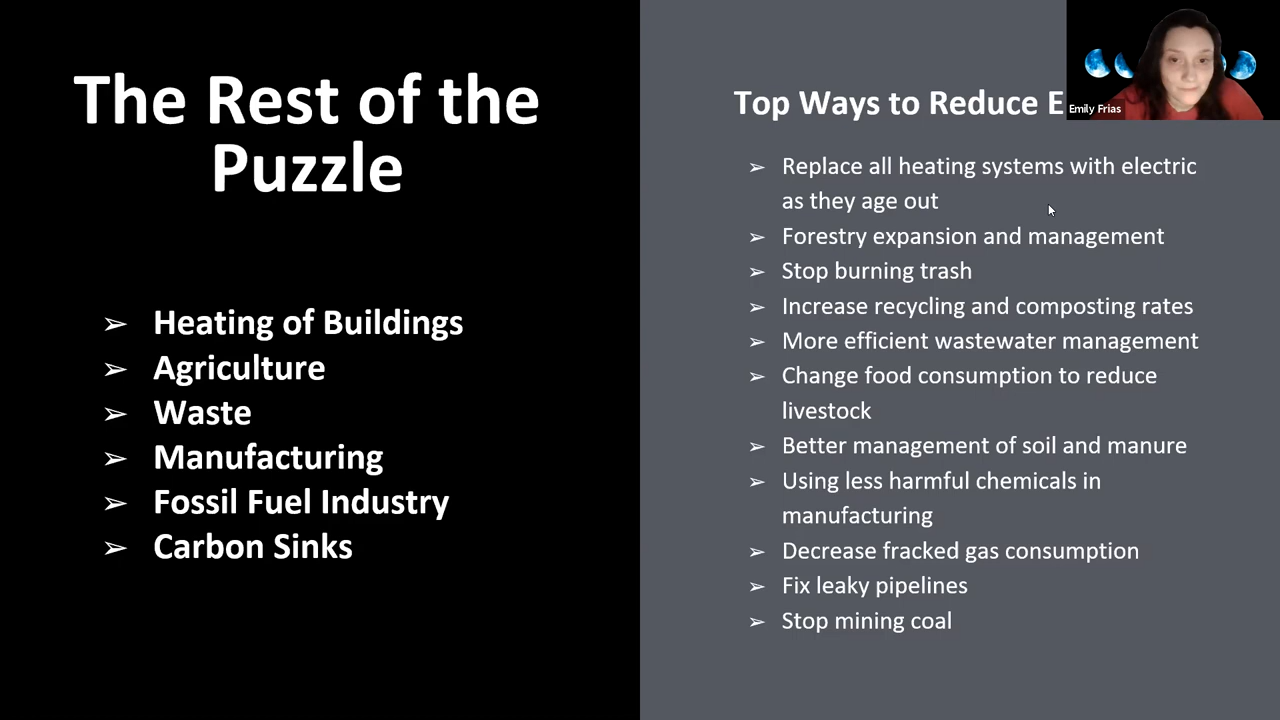 The Rest of the
Puzzle
➢ Heating of Buildings
➢ Agriculture
➢ Waste
➢ Manufacturing
➢ Fossil Fuel Industry
➢ Carbon Sinks
Top Ways to Reduce
➢ Replace all heating systems with electric
as they age out
➢ Forestry expansion and management
➢ Stop burning trash
➢ Increase recycling and composting rates
➢ More efficient wastewater management
➢ Change food consumption to reduce
livestock
➢ Better management of soil and manure
➢ Using less harmful chemicals in
manufacturing
➢ Decrease fracked gas consumption
➢ Fix leaky pipelines
➢ Stop mining coal
Emily Frias